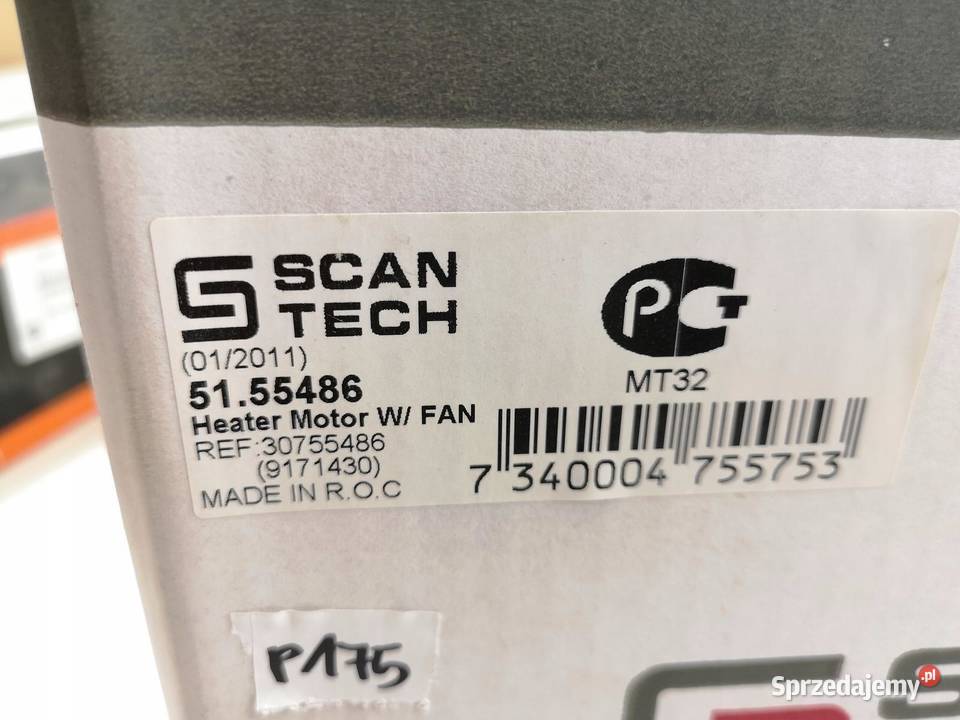 SCAN
TECH
(01/2011)
51.55486
Heater Motor W/ FAN
REF:30755486
(9171430)
MADE IN R.O.C
PCT
MT32
7 340004 755753
P175
S
Sprzedajemy.pl